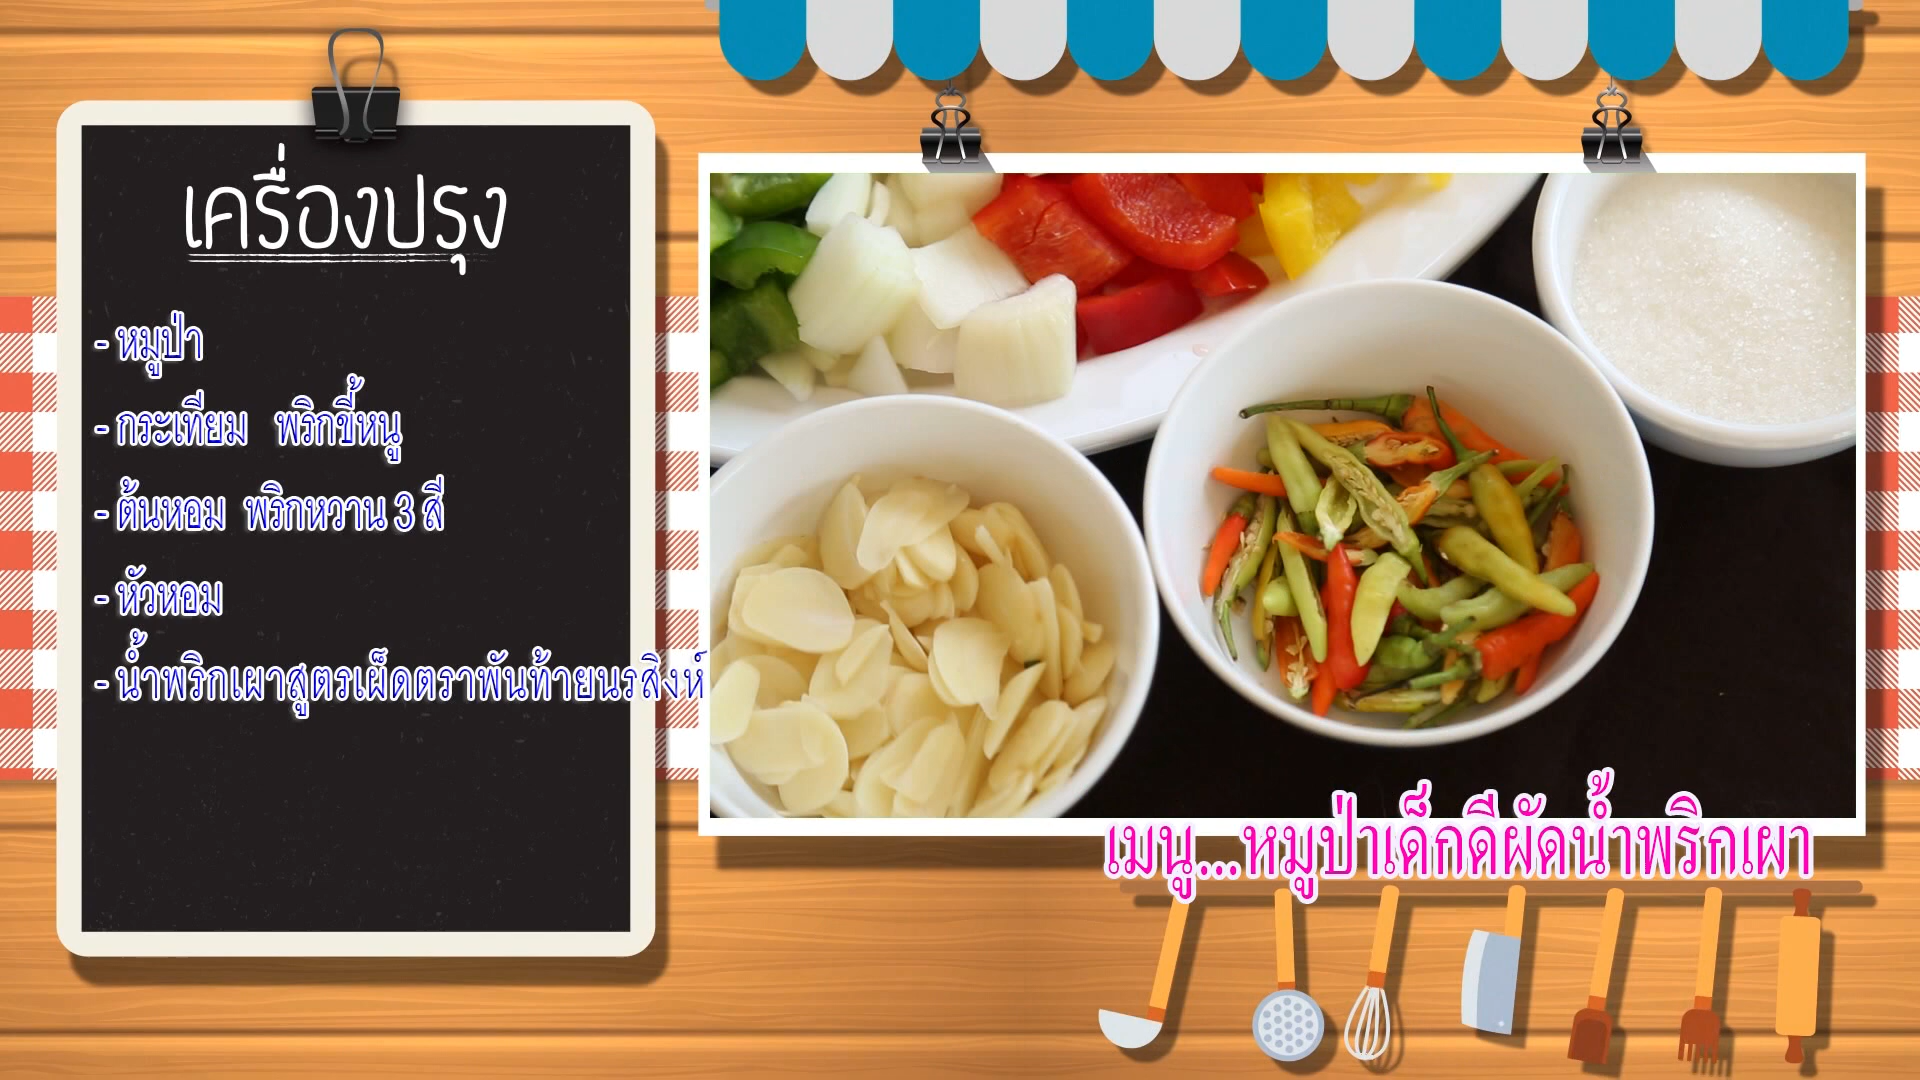 เครื่องปรุง
- หมูป่า
- กระเทียม พริกขี้หนู
- ต้นหอม พริกหวาน 3 สี
- หัวหอม
- น้ำพริกเผาสูตรเผ็ดตราพันท้ายนรสิงห์
เมนู...หมูป่าเด็กดีผัดน้ำพริกเผา